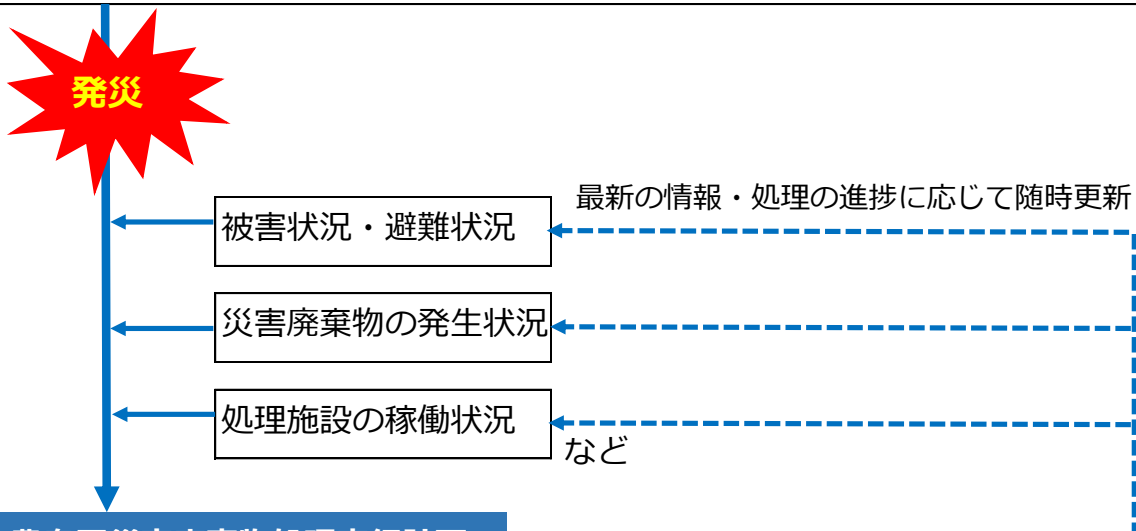 発災
最新の情報・処理の進捗に応じて随時更新
被害状況・避難状況
災害廃棄物の発生状況
処理施設の稼働状況
など